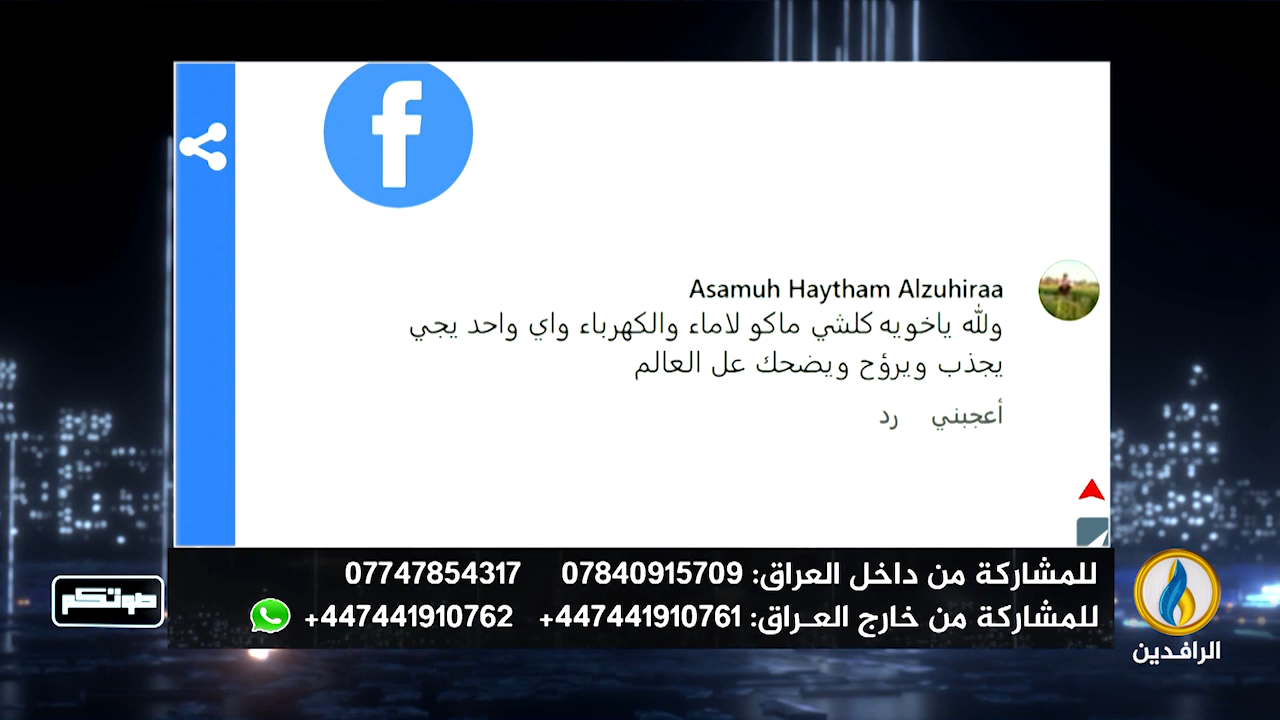 Asamuh Haytham Alzuhiraa
ولله ياخويه كلشي ماكو لاماء والكهرباء واي واحد يجي
يجذب ويرؤح ويضحك عل العالم
أعجبني رد
للمشاركة من داخل العراق: 07840915709 07747854317
للمشاركة من خارج العـراق: 447441910761+ 447441910762+
صوتكم
الرافدين